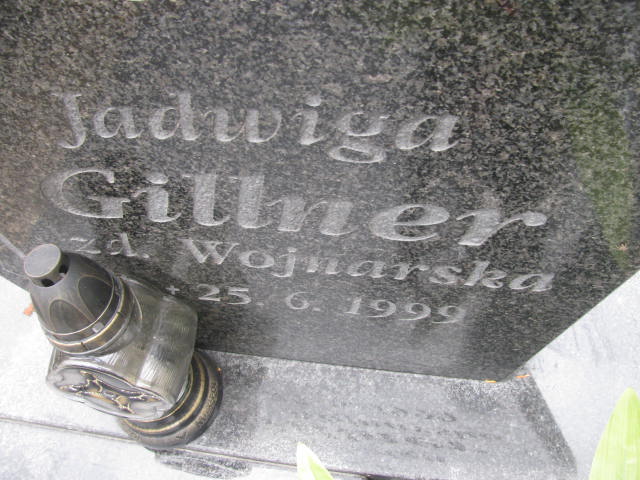 Jadwiga
Gillner
zd. Wojnarska
+ 25. 6. 1999